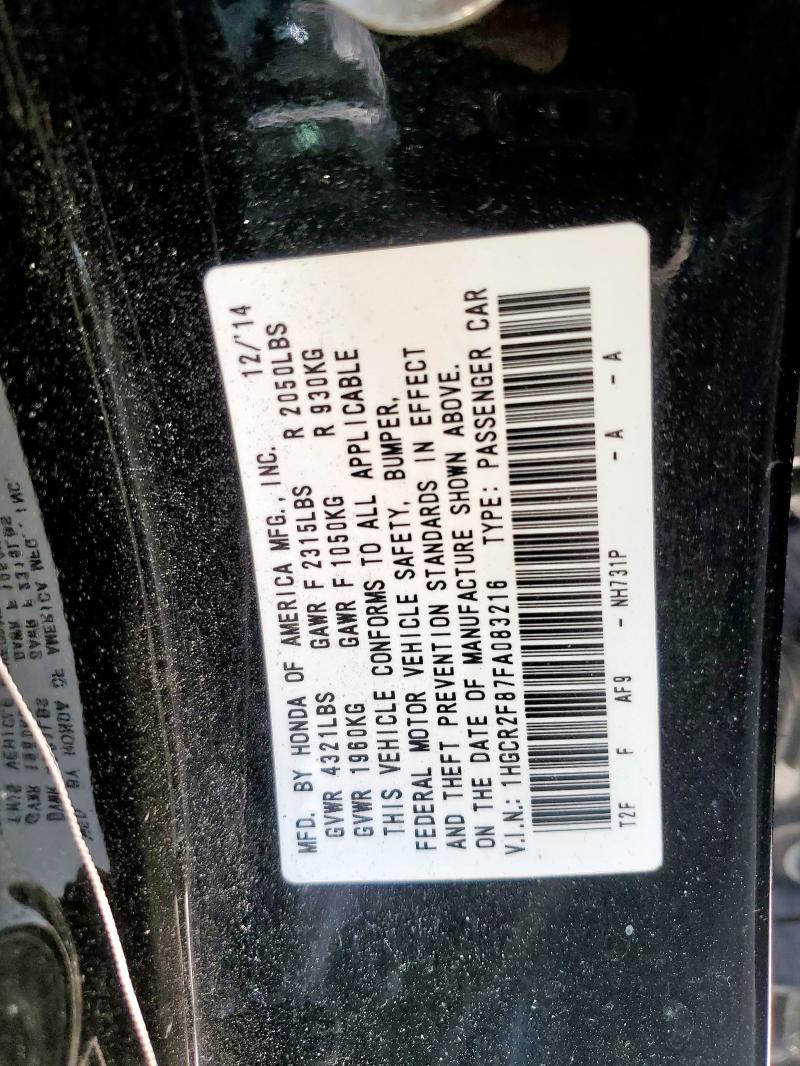 MFD. BY HONDA OF AMERICA MFG., INC. 12/'14
GVWR 4321LBS GAWR F 2315LBS R 2050LBS
GVWR 1960KG GAWR F 1050KG R 930KG
THIS VEHICLE CONFORMS TO ALL APPLICABLE
FEDERAL MOTOR VEHICLE SAFETY, BUMPER,
AND THEFT PREVENTION STANDARDS IN EFFECT
ON THE DATE OF MANUFACTURE SHOWN ABOVE.
V.I.N.: 1HGCR2F87FA083216 TYPE: PASSENGER CAR
T2F F AF9 - NH731P - A - A